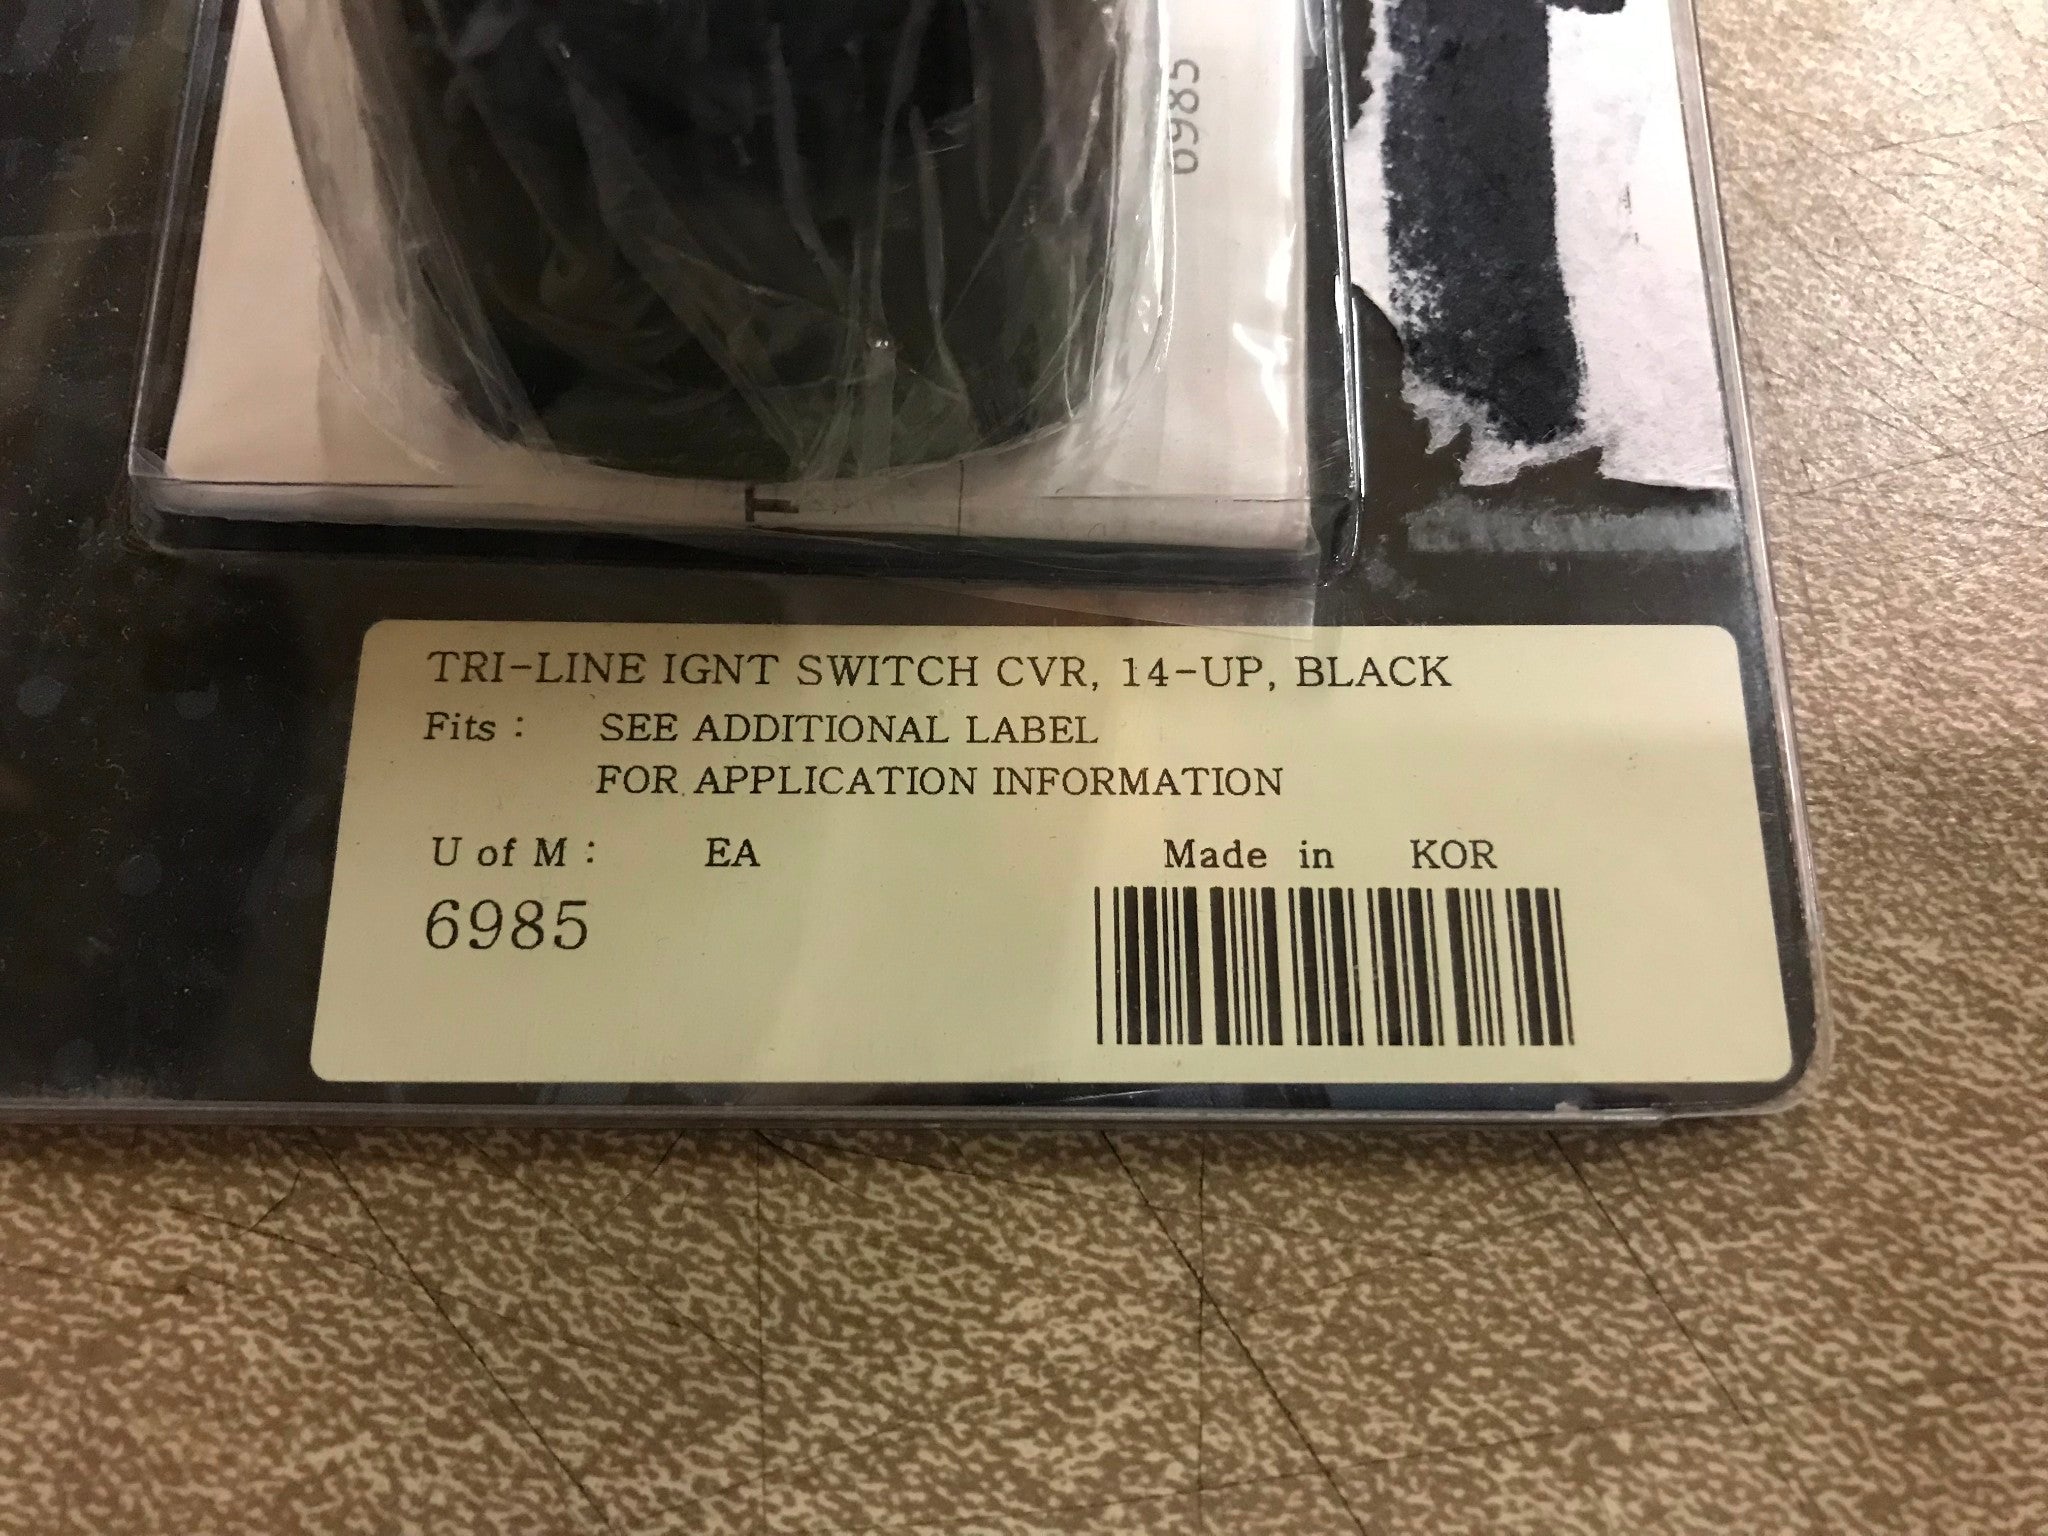 6985
T
TRI-LINE IGNT SWITCH CVR, 14-UP, BLACK
Fits : SEE ADDITIONAL LABEL
FOR APPLICATION INFORMATION
U of M : EA Made in KOR
6985